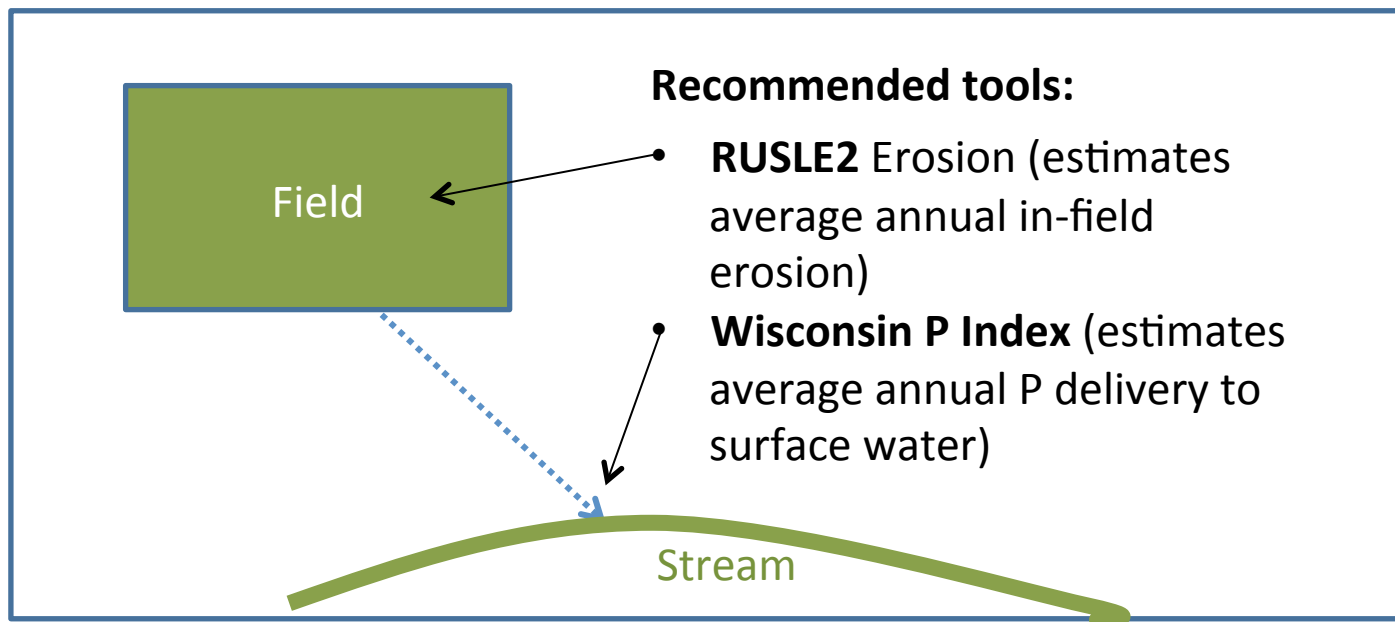 Recommended tools:
• RUSLE2 Erosion (estimates
average annual in-field
erosion)
• Wisconsin P Index (estimates
average annual P delivery to
surface water)
Field
Stream